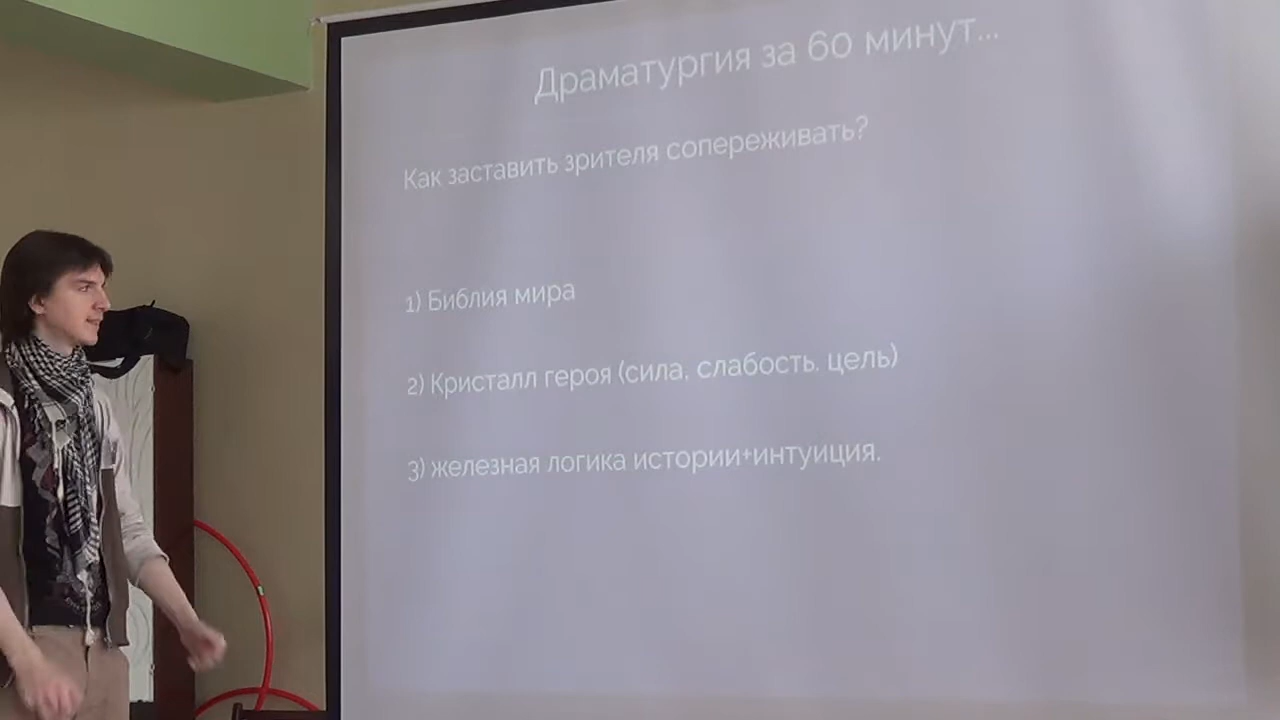 Драматургия за 60 минут...
Как заставить зрителя сопереживать?
1) Библия мира
2) Кристалл героя (сила, слабость, цель)
3) железная логика истории+интуиция.